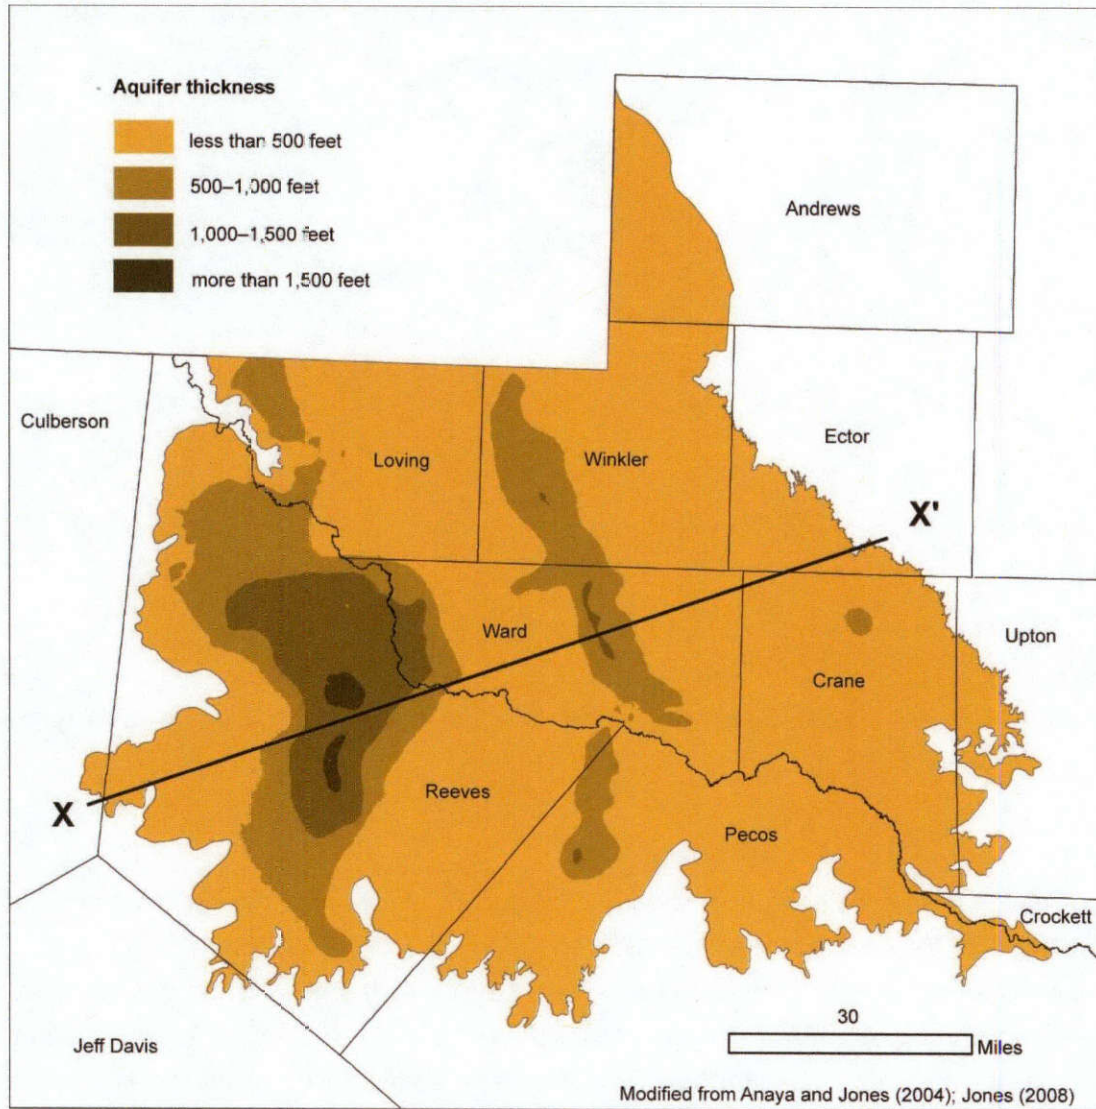 Aquifer thickness
less than 500 feet
500–1,000 feet
1,000–1,500 feet
more than 1,500 feet
Andrews
Culberson
Ector
Loving
Winkler
X'
Ward
Upton
Crane
Reeves
X
Pecos
Crockett
30
Miles
Jeff Davis
Modified from Anaya and Jones (2004); Jones (2008)